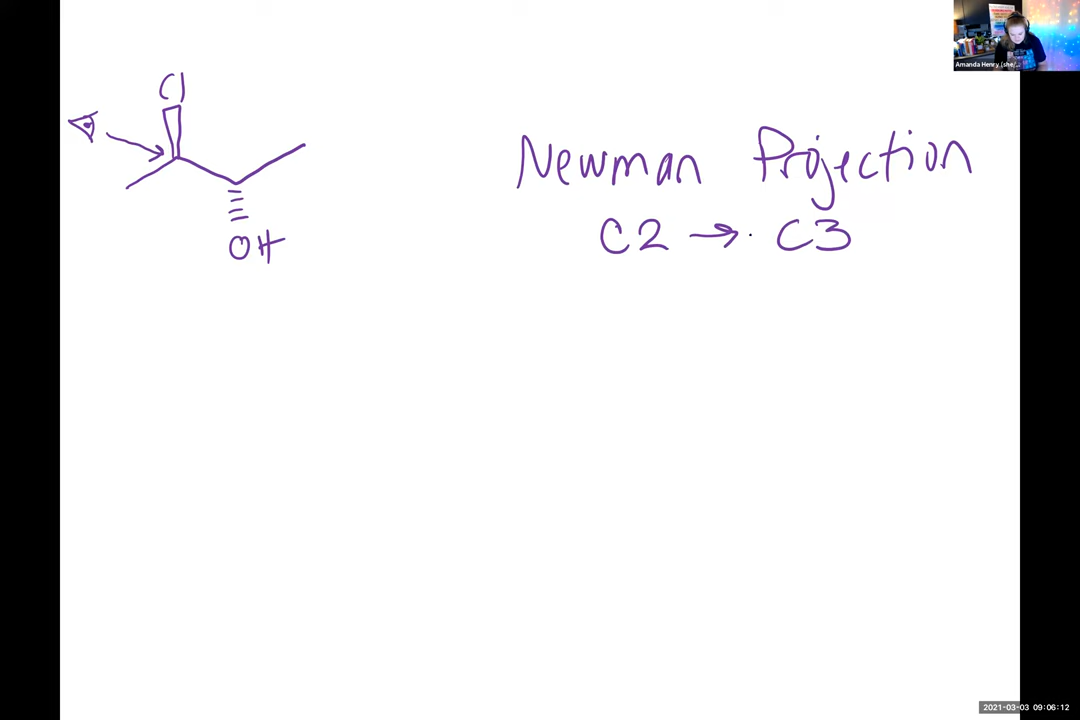 Cl
OH
Newman Projection
C2 → C3
Amanda Henry (she/...
2021-03-03 09:06:12